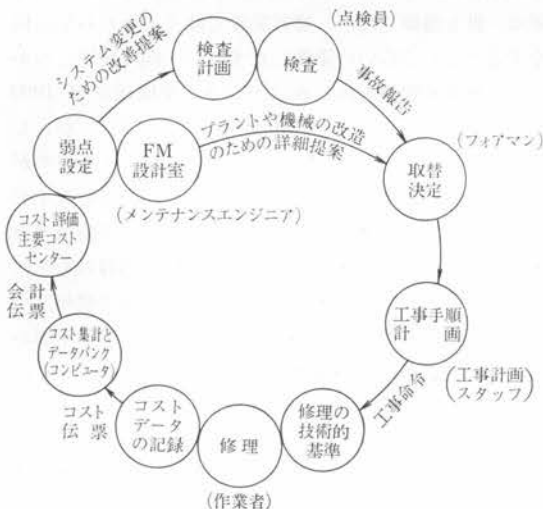 システム変更の
ための改善提案
検査
計画
検査
(点検員)
事故報告
弱点
設定
FM
設計室
プラントや機械の改造
のための詳細提案
(メンテナンスエンジニア)
(フォアマン)
取替
決定
工事手順
計画
(工事計画
スタッフ)
工事命令
修理の
技術的
基準
修理
(作業者)
コスト
データ
の記録
コスト
伝票
コスト集計と
データバンク
(コンピュータ)
会計
伝票
コスト評価
主要コスト
センター